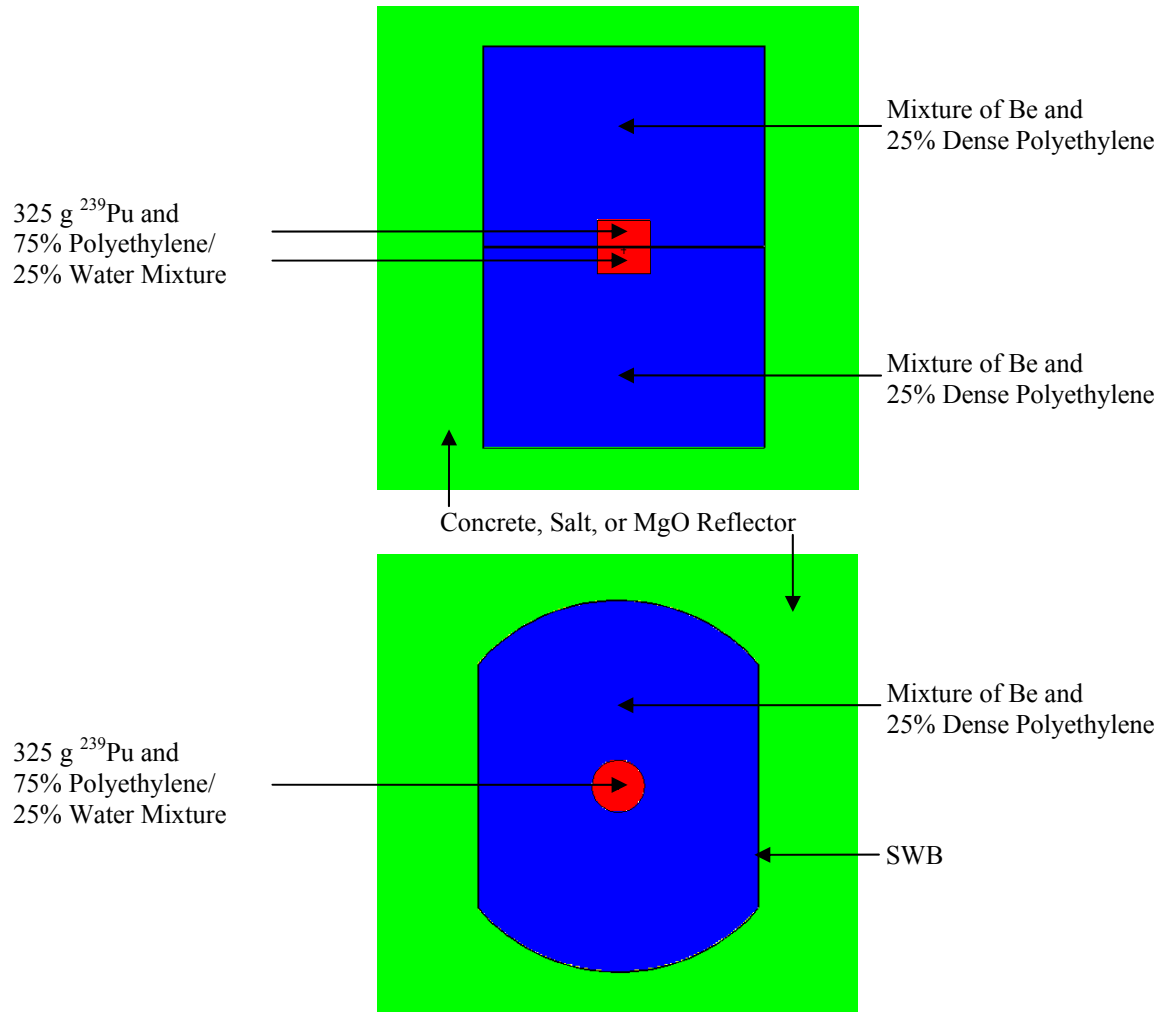 Mixture of Be and
25% Dense Polyethylene
325 g ²³⁹Pu and
75% Polyethylene/
25% Water Mixture
Mixture of Be and
25% Dense Polyethylene
Concrete, Salt, or MgO Reflector
Mixture of Be and
25% Dense Polyethylene
325 g ²³⁹Pu and
75% Polyethylene/
25% Water Mixture
SWB